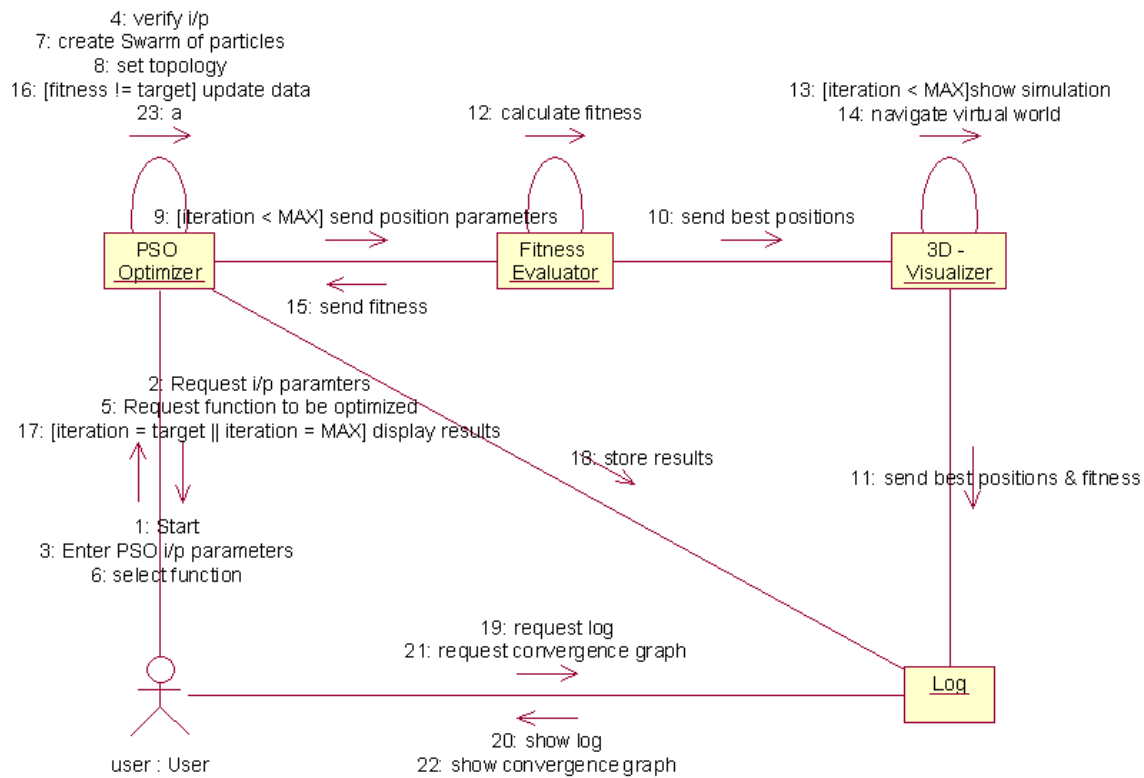 4: verify i/p
7: create Swarm of particles
8: set topology
16: [fitness != target] update data
23: a
12: calculate fitness
13: [iteration < MAX]show simulation
14: navigate virtual world
9: [iteration < MAX] send position parameters
10: send best positions
PSO
Optimizer
Fitness
Evaluator
3D -
Visualizer
15: send fitness
2: Request i/p paramters
5: Request function to be optimized
17: [iteration = target || iteration = MAX] display results
18: store results
11: send best positions & fitness
1: Start
3: Enter PSO i/p parameters
6: select function
19: request log
21: request convergence graph
Log
20: show log
22: show convergence graph
user : User